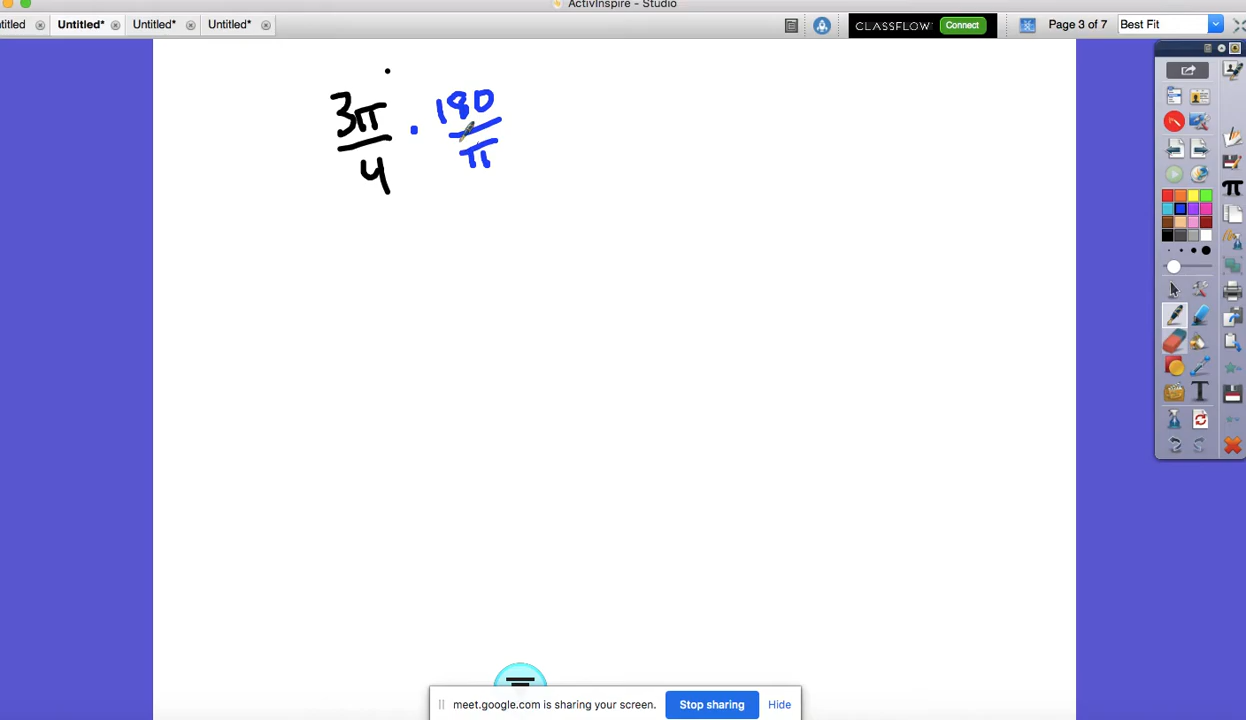 ActivInspire - Studio
ntitled Untitled* Untitled* Untitled* CLASSFLOW Connect Page 3 of 7 Best Fit
3π/4 · 180/π
π
T
meet.google.com is sharing your screen. Stop sharing Hide